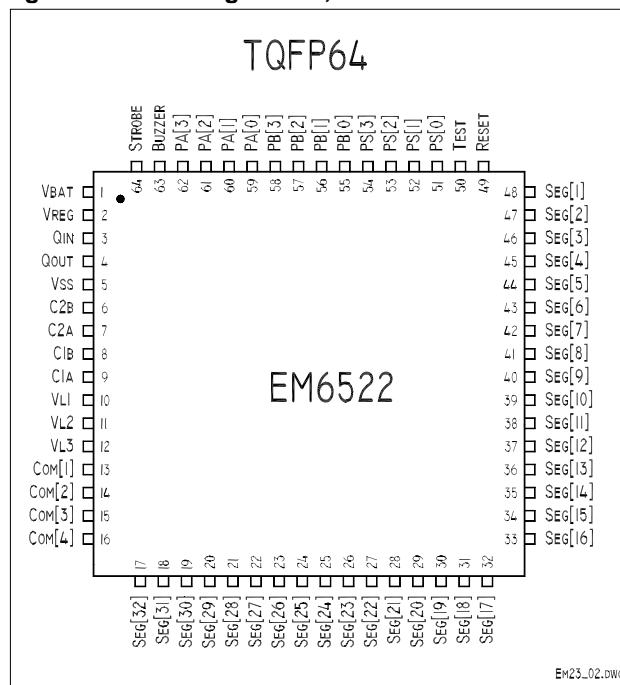 TQFP64
STROBE
BUZZER
PA[3]
PA[2]
PA[1]
PA[0]
PB[3]
PB[2]
PB[1]
PB[0]
PS[3]
PS[2]
PS[1]
PS[0]
TEST
RESET
64 63 62 61 60 59 58 57 56 55 54 53 52 51 50 49
VBAT 1 48 SEG[1]
VREG 2 47 SEG[2]
QIN 3 46 SEG[3]
QOUT 4 45 SEG[4]
VSS 5 44 SEG[5]
C2B 6 43 SEG[6]
C2A 7 42 SEG[7]
C1B 8 41 SEG[8]
C1A 9 40 SEG[9]
VL1 10 39 SEG[10]
VL2 11 38 SEG[11]
VL3 12 37 SEG[12]
COM[1] 13 36 SEG[13]
COM[2] 14 35 SEG[14]
COM[3] 15 34 SEG[15]
COM[4] 16 33 SEG[16]
EM6522
17 18 19 20 21 22 23 24 25 26 27 28 29 30 31 32
SEG[32]
SEG[31]
SEG[30]
SEG[29]
SEG[28]
SEG[27]
SEG[26]
SEG[25]
SEG[24]
SEG[23]
SEG[22]
SEG[21]
SEG[20]
SEG[19]
SEG[18]
SEG[17]